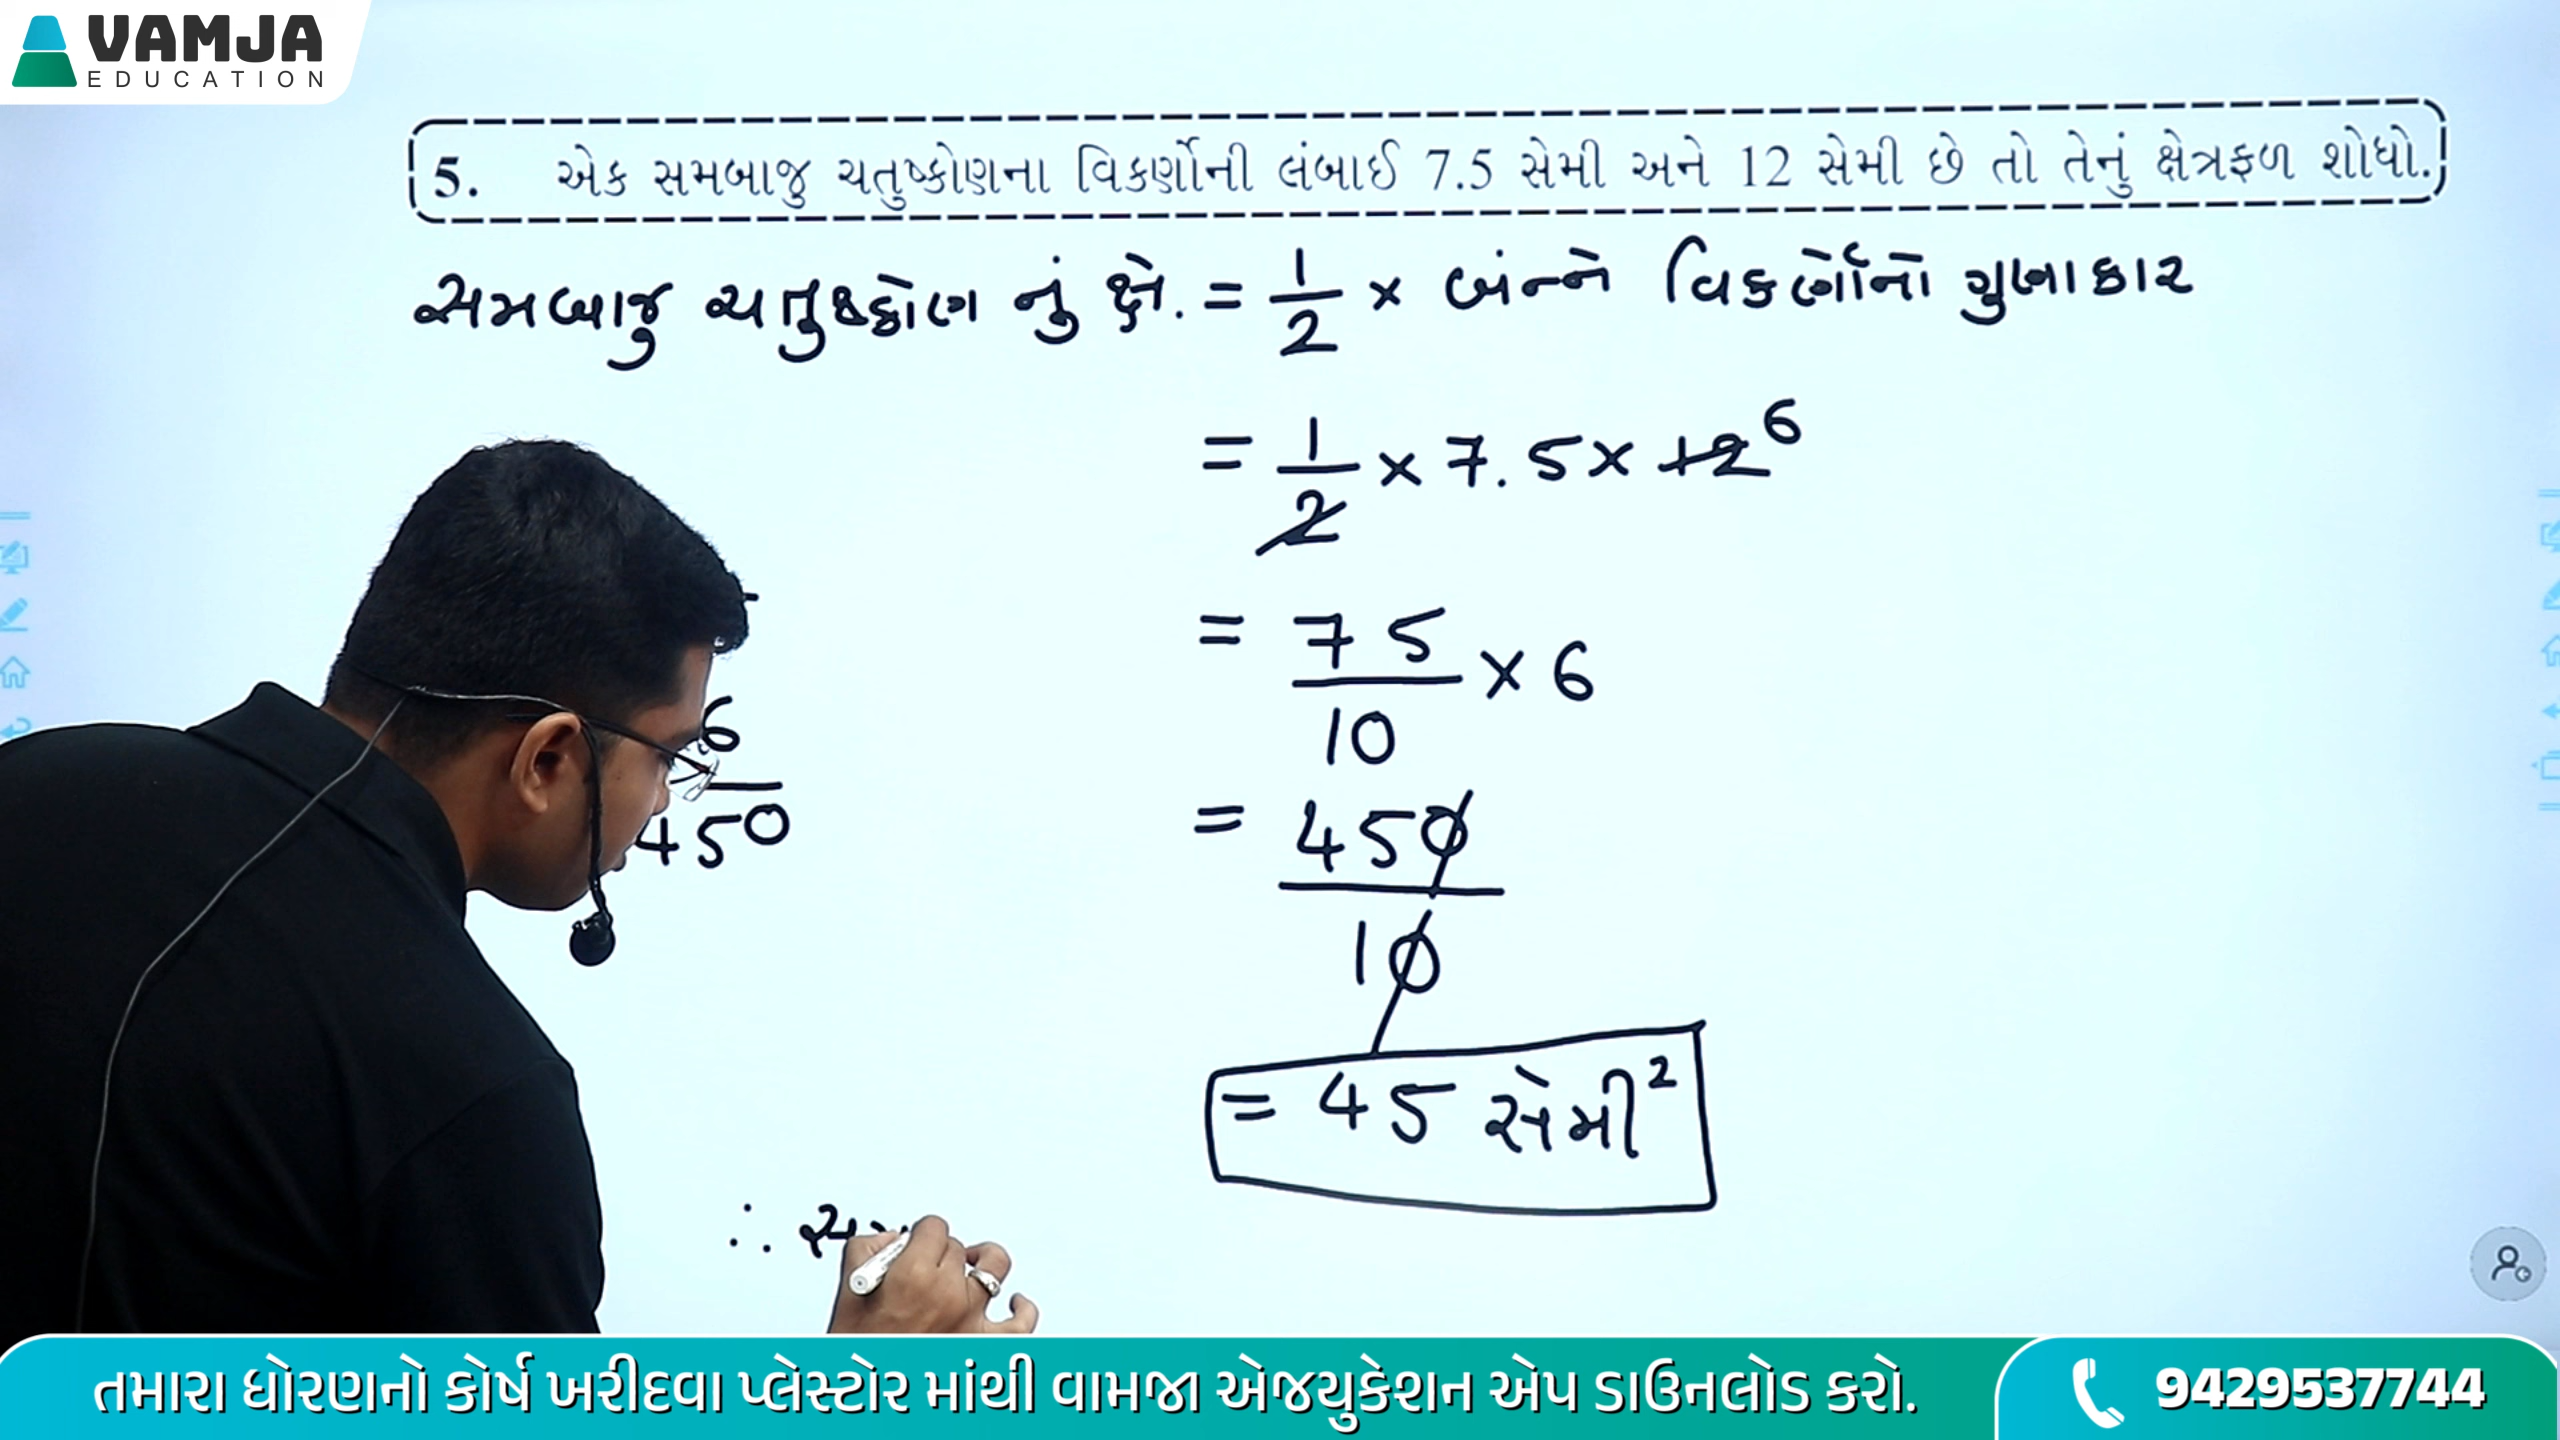 VAMJA
EDUCATION
5. એક સમબાજુ ચતુષ્કોણના વિકર્ણોની લંબાઈ 7.5 સેમી અને 12 સેમી છે તો તેનું ક્ષેત્રફળ શોધો.
સમબાજુ ચતુષ્કોણ નું ક્ષે. = 1/2 × બંન્ને વિકર્ણોનો ગુણાકાર
= 1/2 × 7.5 × 12 6
= 75/10 × 6
6
450
= 450/10
= 45 સેમી²
∴
તમારા ધોરણનો કોર્ષ ખરીદવા પ્લેસ્ટોર માંથી વામજા એજ્યુકેશન એપ ડાઉનલોડ કરો.
9429537744